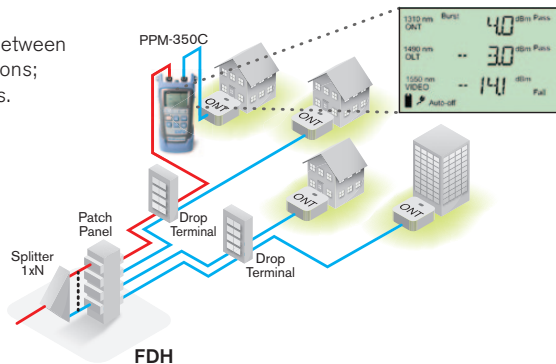 etween
ons;
s.
PPM-350C
1310 nm Burst 4.0 dBm Pass
ONT
1490 nm -- 3.0 dBm Pass
OLT
1550 nm -- 14.1 dBm
VIDEO Fail
Auto-off
ONT
ONT
ONT
ONT
Drop
Terminal
Patch
Panel
Drop
Terminal
Splitter
1xN
FDH